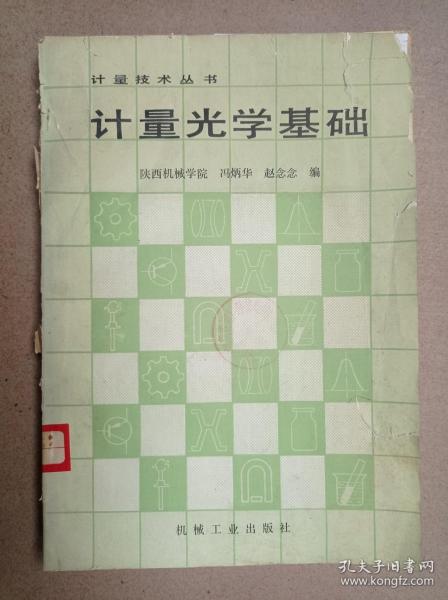 计量技术丛书
计量光学基础
陕西机械学院 冯炳华 赵念念 编
机械工业出版社
孔夫子旧书网
www.kongfz.com